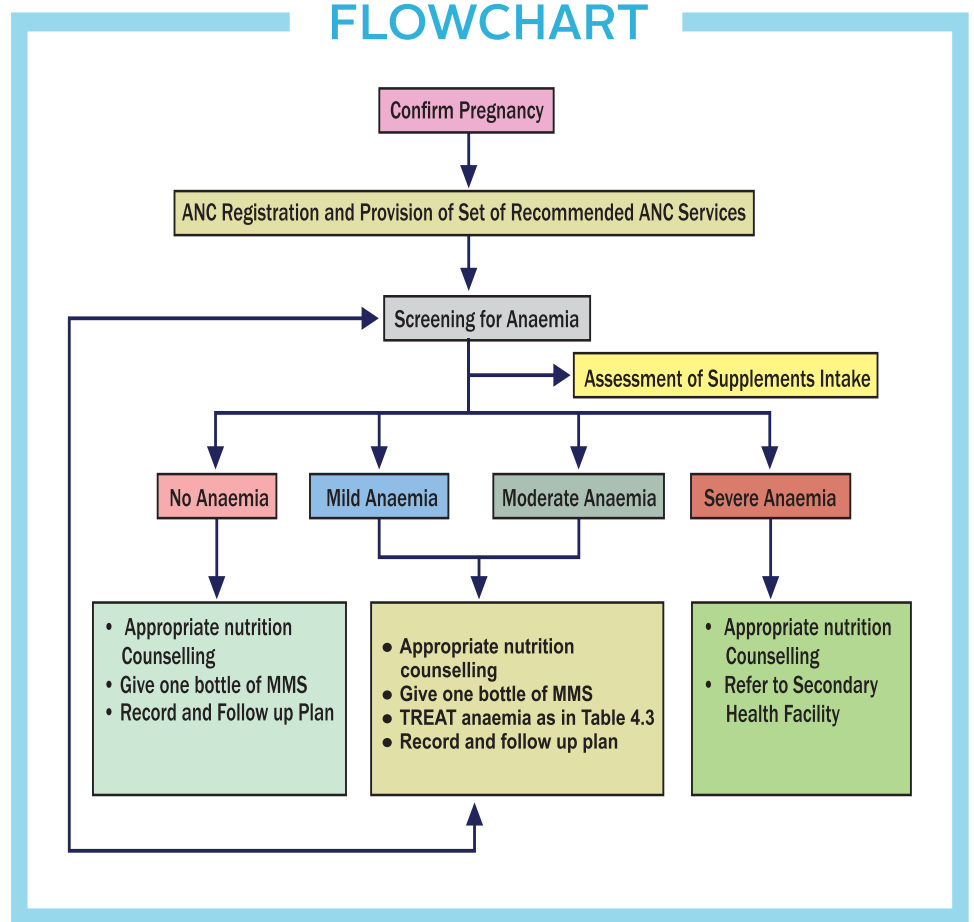 FLOWCHART
Confirm Pregnancy
ANC Registration and Provision of Set of Recommended ANC Services
Screening for Anaemia
Assessment of Supplements Intake
No Anaemia
Mild Anaemia
Moderate Anaemia
Severe Anaemia
• Appropriate nutrition
Counselling
• Give one bottle of MMS
• Record and Follow up Plan
● Appropriate nutrition
counselling
● Give one bottle of MMS
● TREAT anaemia as in Table 4.3
● Record and follow up plan
• Appropriate nutrition
Counselling
• Refer to Secondary
Health Facility